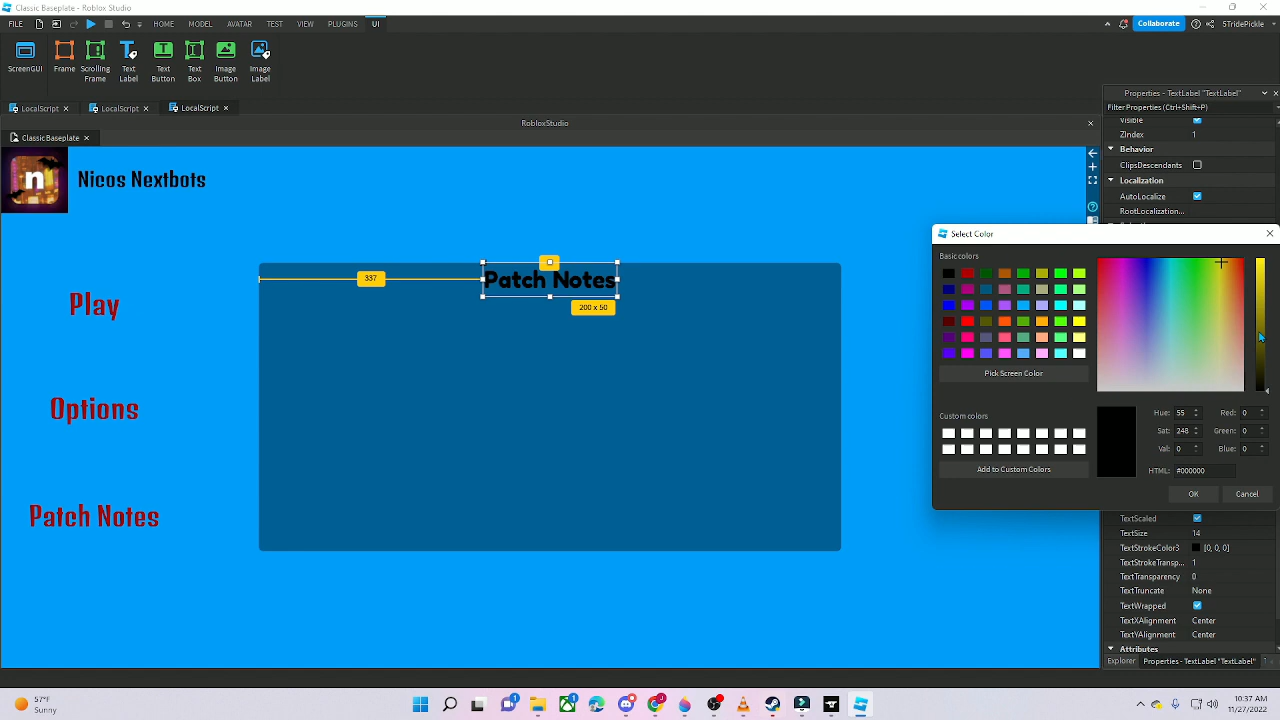 Classic Baseplate - Roblox Studio
FILE HOME MODEL AVATAR TEST VIEW PLUGINS UI Collaborate StridePickle
ScreenGUI Frame Scrolling Frame Text Label Text Button Text Box Image Button Image Label
LocalScript LocalScript LocalScript
Properties - TextLabel "TextLabel"
Filter Properties (Ctrl+Shift+P)
RobloxStudio
ClassicBaseplate
Visible
ZIndex 1
Behavior
ClipsDescendants
Localization
AutoLocalize
RootLocalization...
n
Nicos Nextbots
Play
Options
Patch Notes
337
Patch Notes
200 x 50
Select Color
Basic colors
Pick Screen Color
Custom colors
Add to Custom Colors
Hue: 55 Red: 0
Sat: 248 Green: 0
Val: 0 Blue: 0
HTML: #000000
OK Cancel
TextScaled
TextSize 14
TextStrokeColor3 [0, 0, 0]
TextStrokeTransp... 1
TextTransparency 0
TextTruncate None
TextWrapped
TextXAlignment Center
TextYAlignment Center
Attributes
Explorer Properties - TextLabel "TextLabel"
57°F
Sunny
10:37 AM
11/27/2022